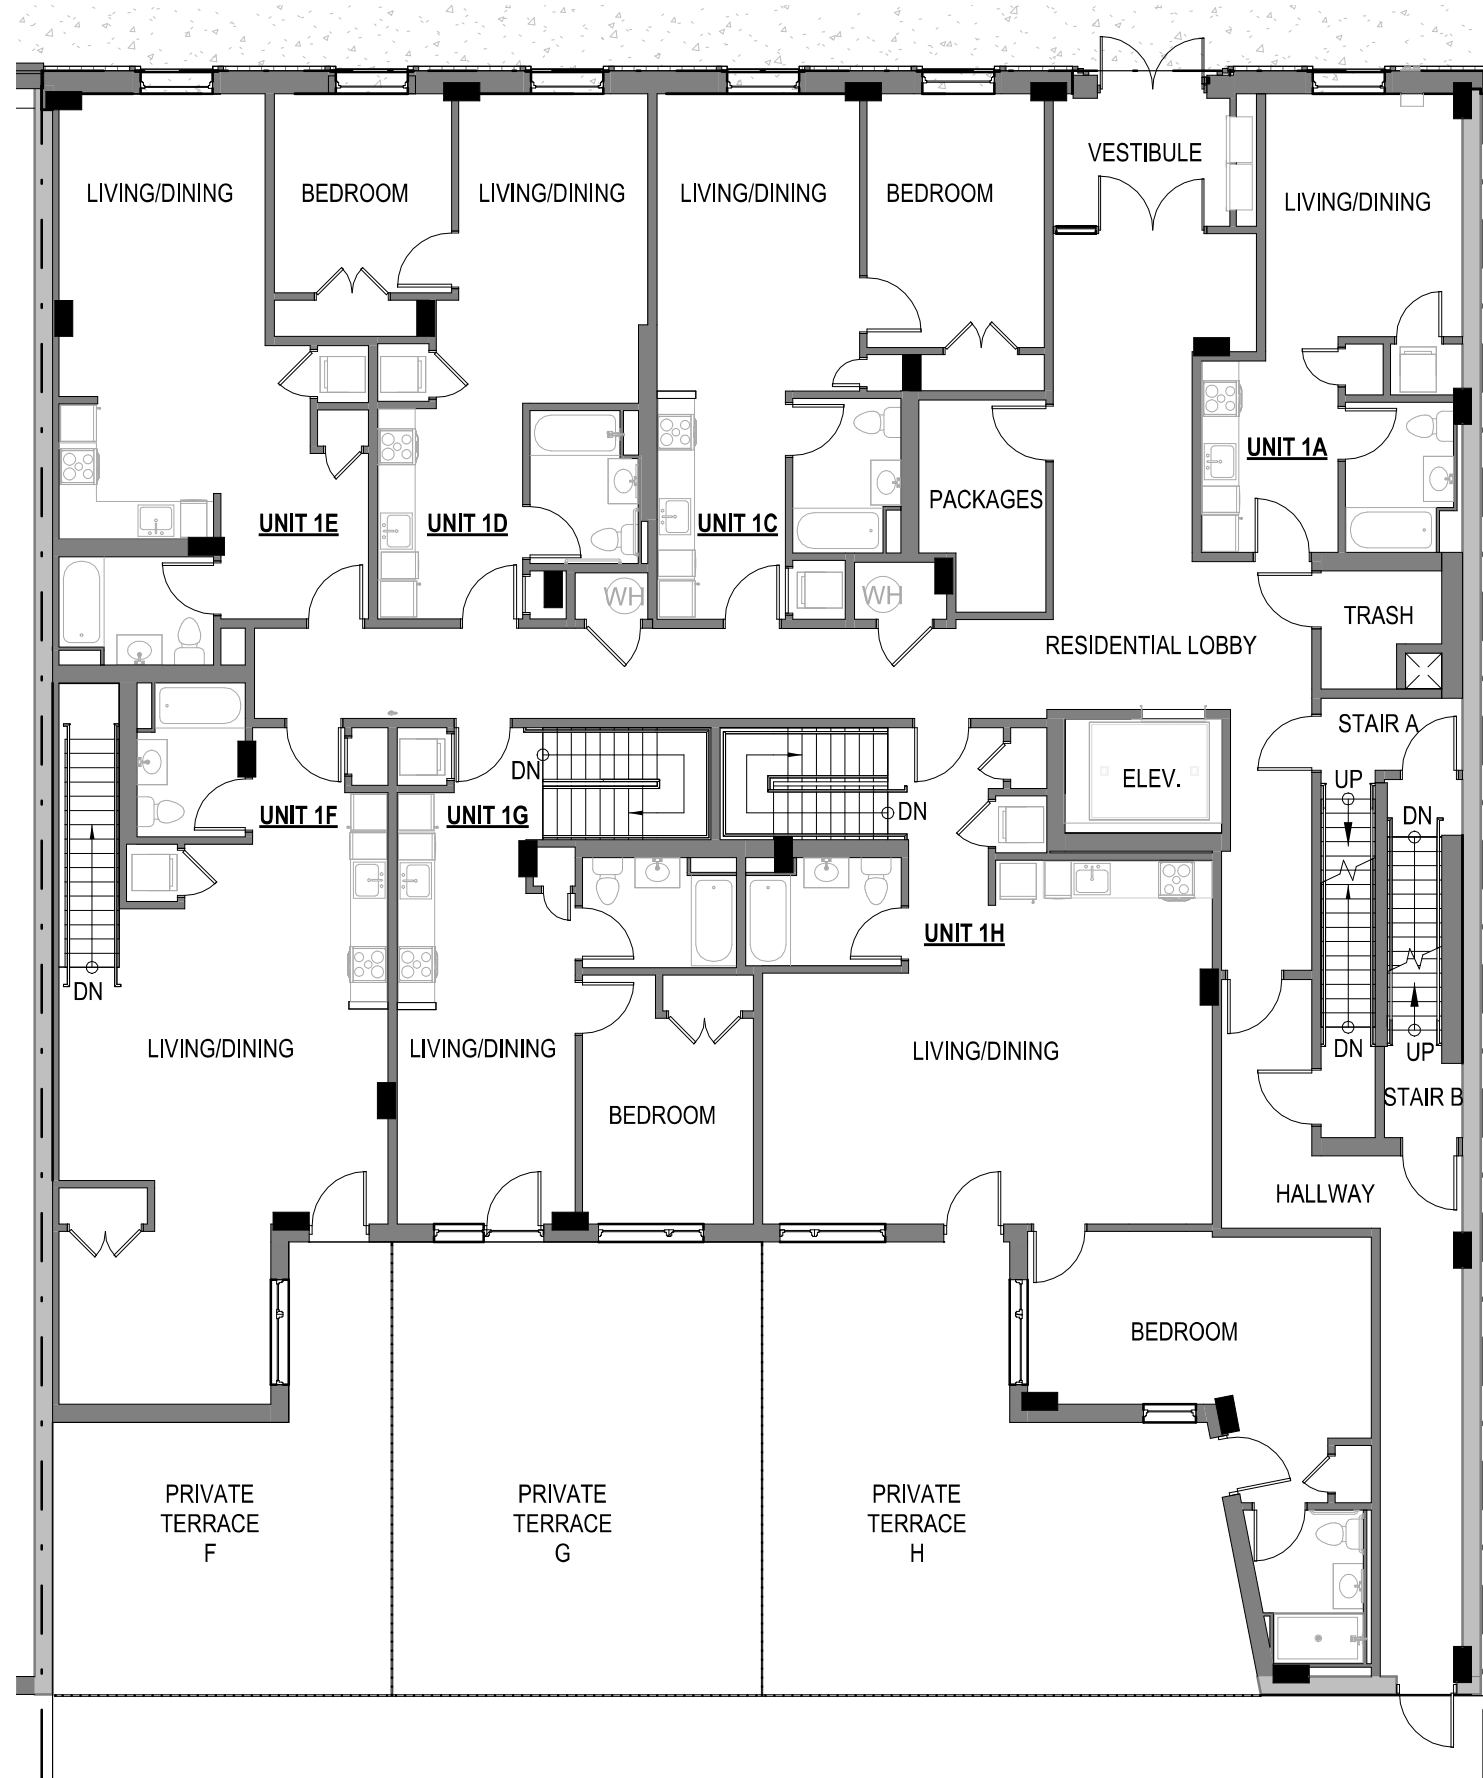 VESTIBULE
LIVING/DINING
BEDROOM
LIVING/DINING
LIVING/DINING
BEDROOM
LIVING/DINING
UNIT 1A
PACKAGES
UNIT 1E
UNIT 1D
UNIT 1C
WH
WH
TRASH
RESIDENTIAL LOBBY
STAIR A
DN
ELEV.
UP
UNIT 1F
UNIT 1G
DN
DN
UNIT 1H
DN
LIVING/DINING
LIVING/DINING
LIVING/DINING
DN
UP
BEDROOM
STAIR B
HALLWAY
BEDROOM
PRIVATE
TERRACE
F
PRIVATE
TERRACE
G
PRIVATE
TERRACE
H